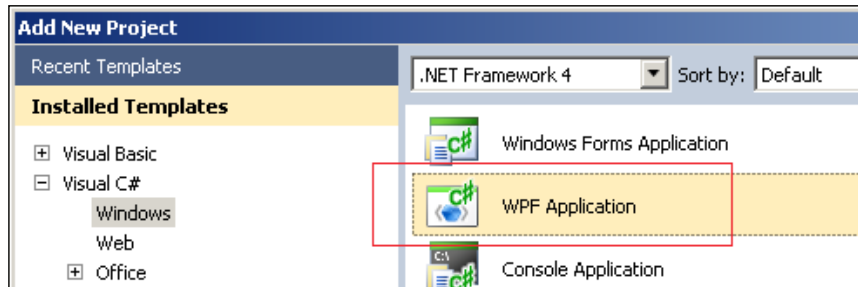 Add New Project
Recent Templates
Installed Templates
Visual Basic
Visual C#
Windows
Web
Office
.NET Framework 4 Sort by: Default
C# Windows Forms Application
C# WPF Application
C:\ C# Console Application